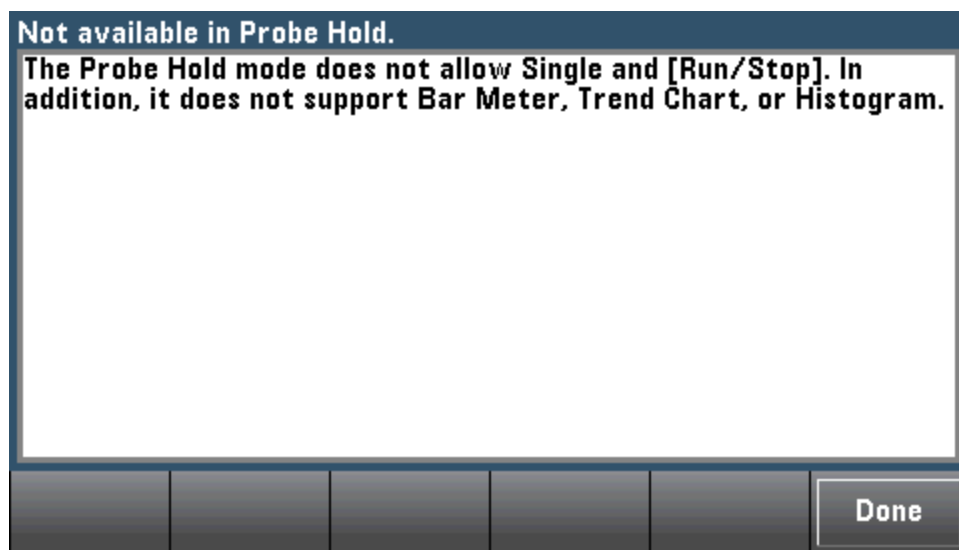 Not available in Probe Hold.
The Probe Hold mode does not allow Single and [Run/Stop]. In
addition, it does not support Bar Meter, Trend Chart, or Histogram.
Done